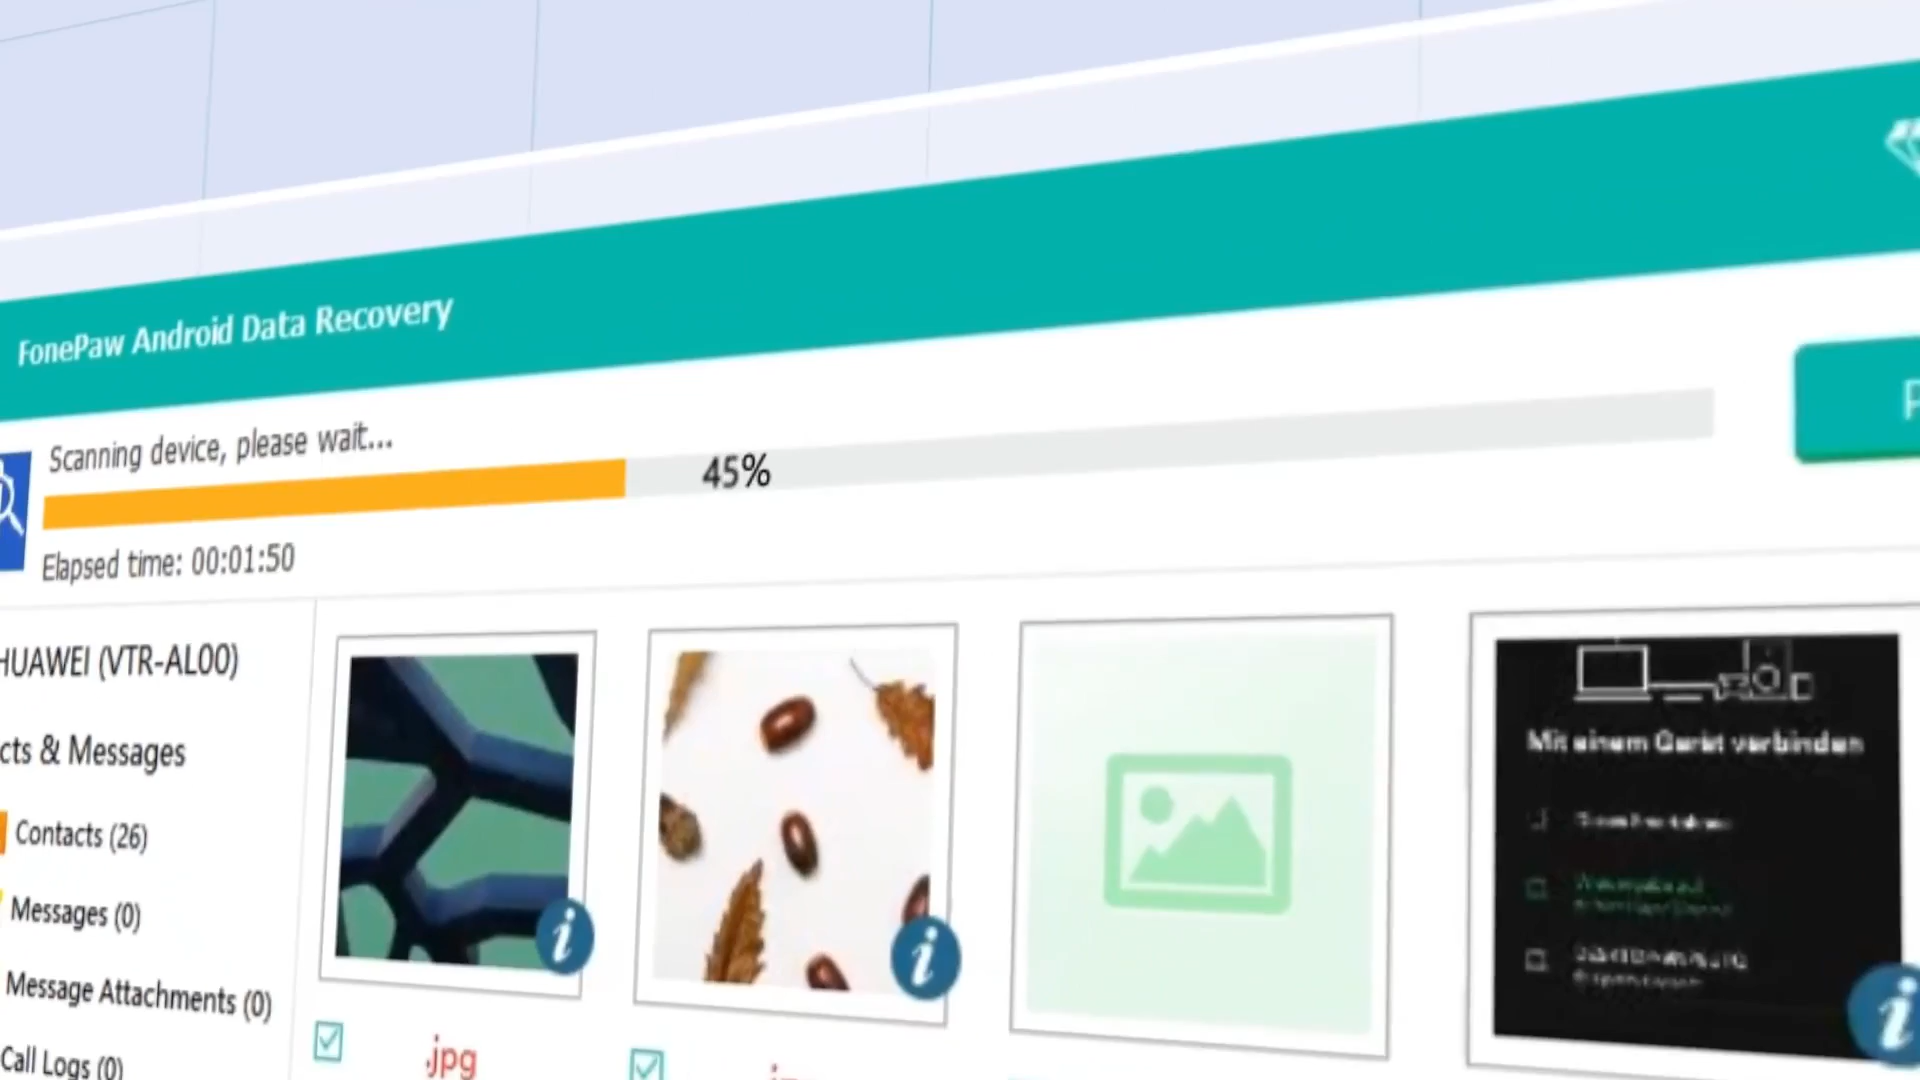 FonePaw Android Data Recovery
Scanning device, please wait...
45%
Elapsed time: 00:01:50
HUAWEI (VTR-AL00)
cts & Messages
Contacts (26)
Messages (0)
Message Attachments (0)
Call Logs (0)
Mit einem Gerät verbinden
.jpg